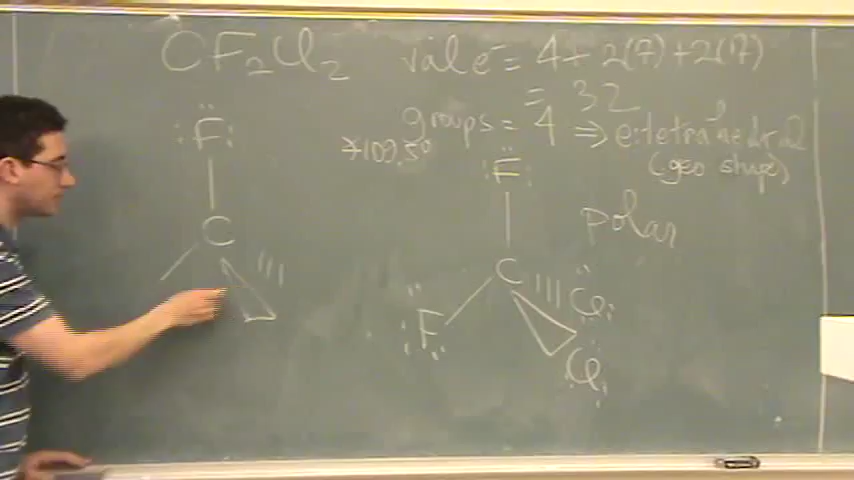 CF2Cl2 val e- = 4 + 2(7) + 2(7)
= 32
groups = 4 ⇒ e: tetrahedral
*109.5° (geo shape)
F F
polar
C
C Cl
F
Cl